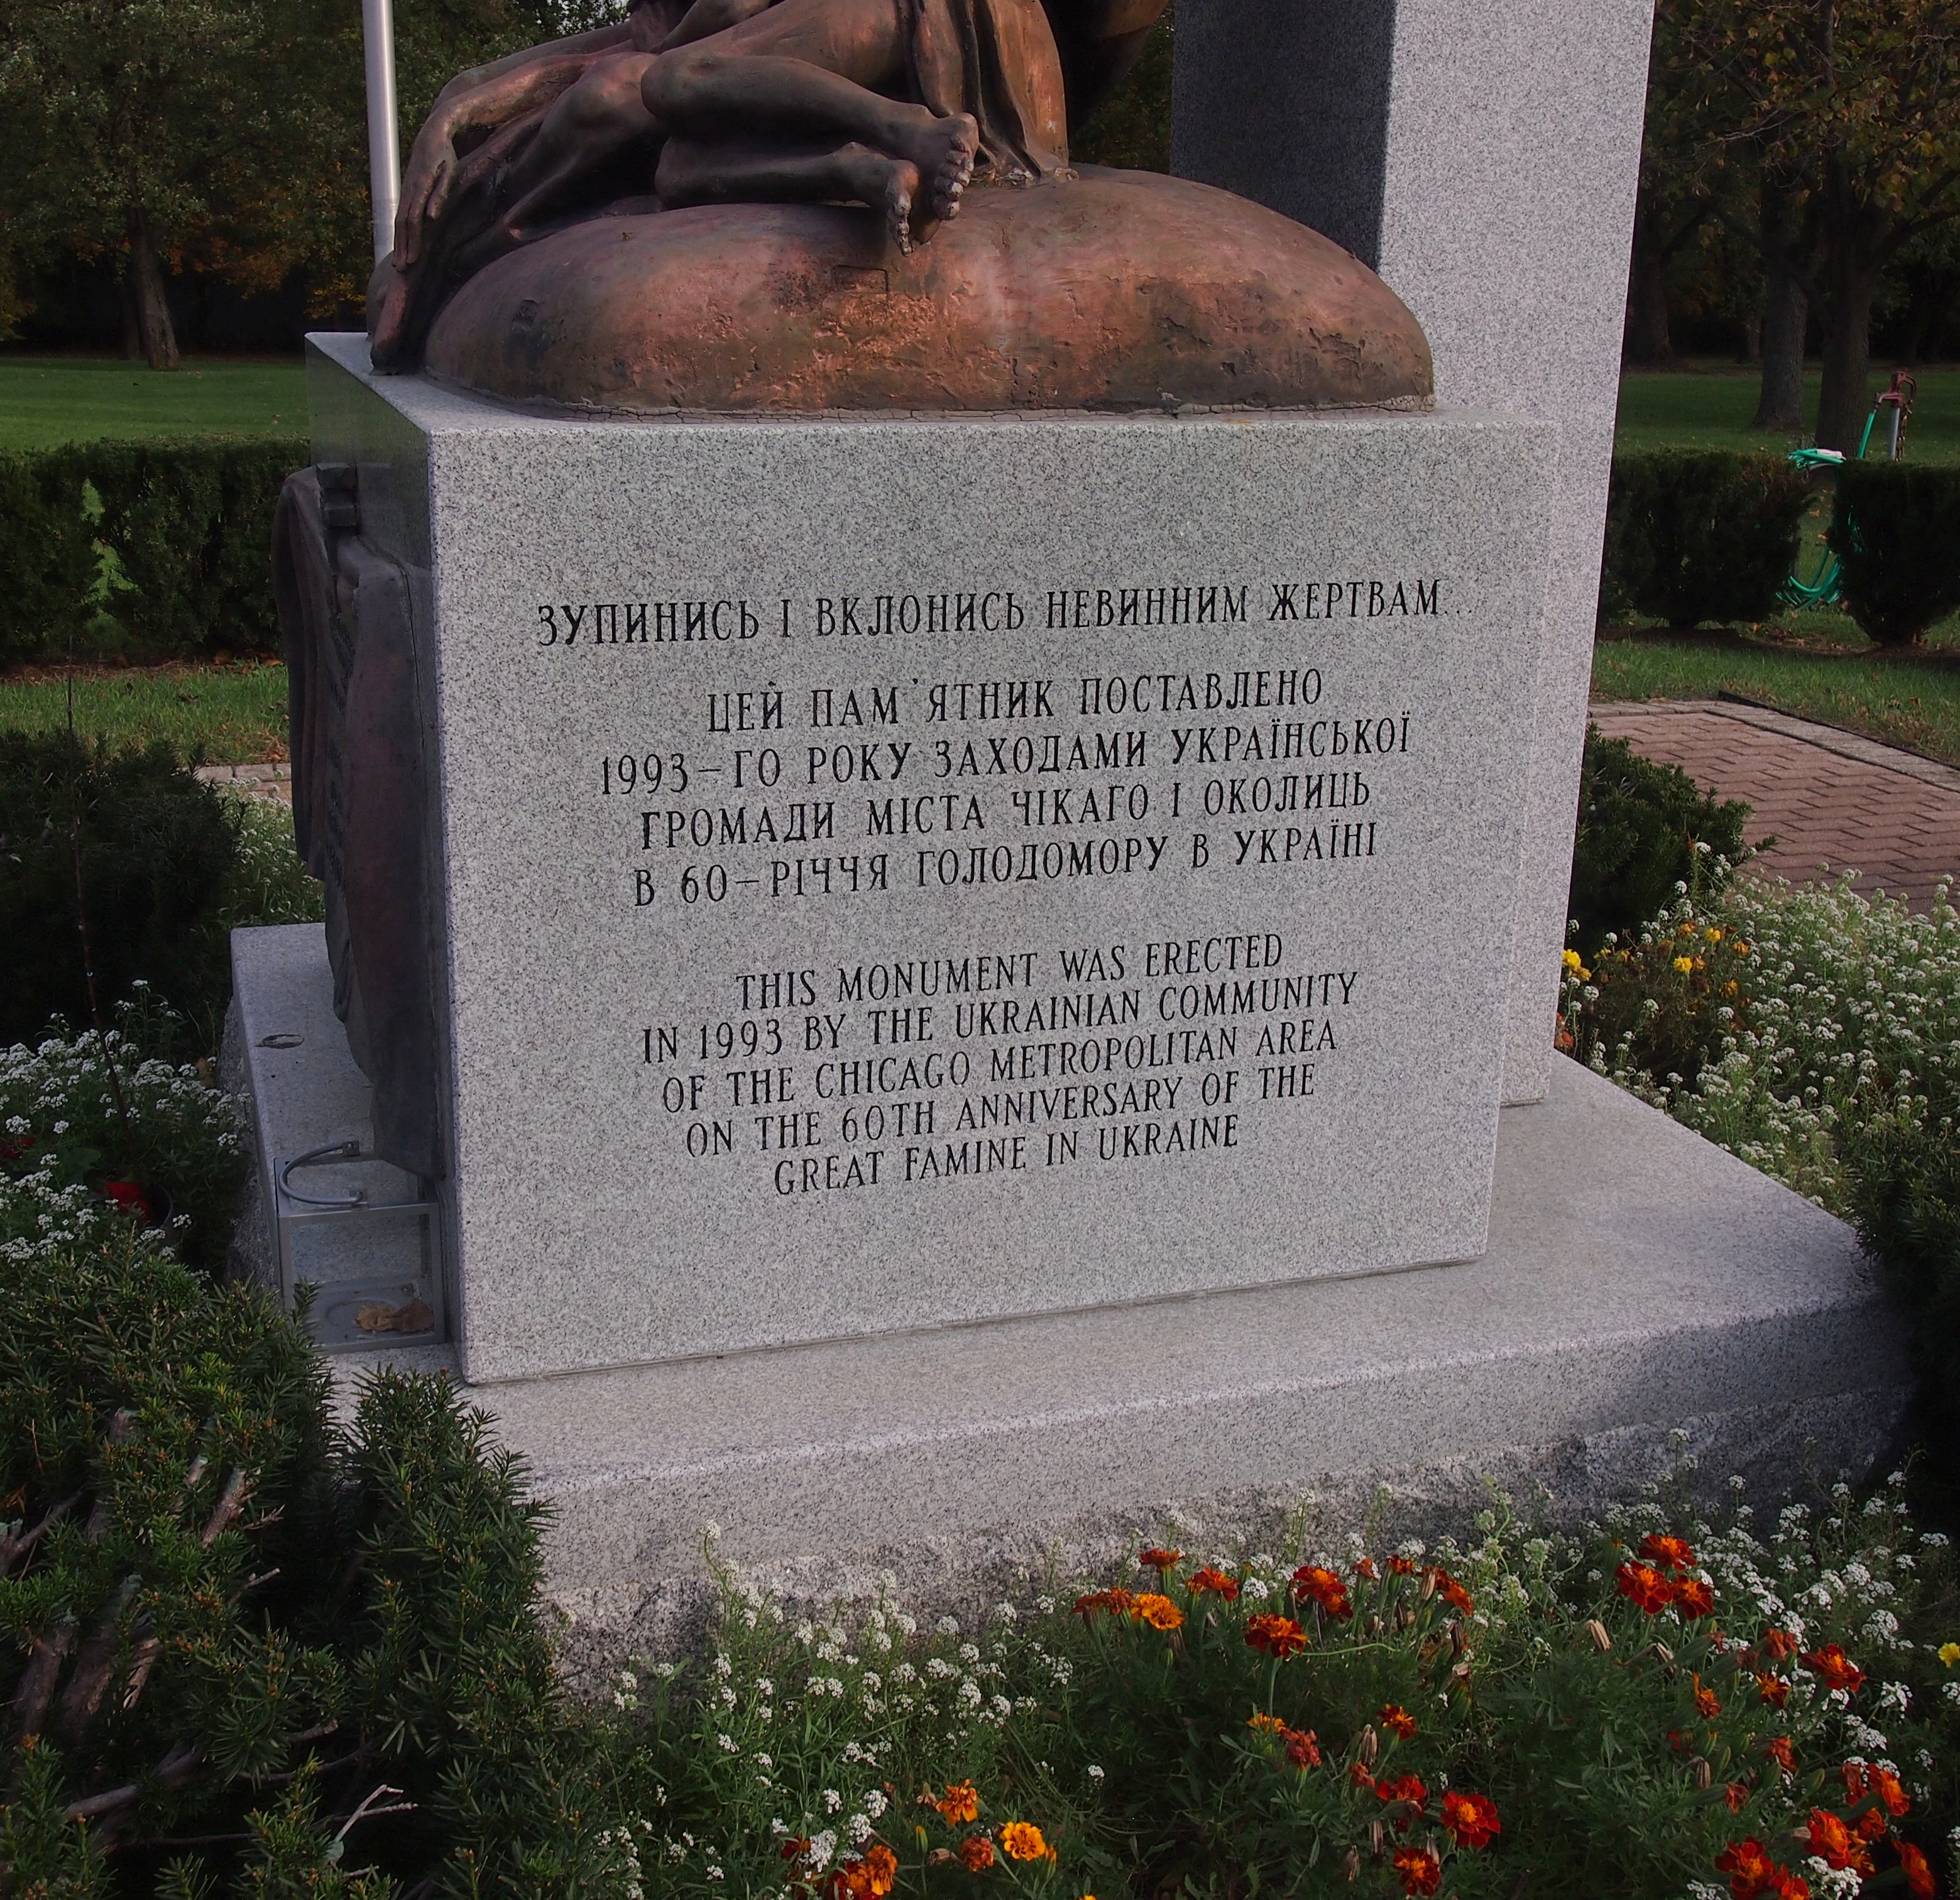 ЗУПИНИСЬ І ВКЛОНИСЬ НЕВИННИМ ЖЕРТВАМ...
ЦЕЙ ПАМ'ЯТНИК ПОСТАВЛЕНО
1993-ГО РОКУ ЗАХОДАМИ УКРАЇНСЬКОЇ
ГРОМАДИ МІСТА ЧІКАГО І ОКОЛИЦЬ
В 60-РІЧЧЯ ГОЛОДОМОРУ В УКРАЇНІ
THIS MONUMENT WAS ERECTED
IN 1993 BY THE UKRAINIAN COMMUNITY
OF THE CHICAGO METROPOLITAN AREA
ON THE 60TH ANNIVERSARY OF THE
GREAT FAMINE IN UKRAINE